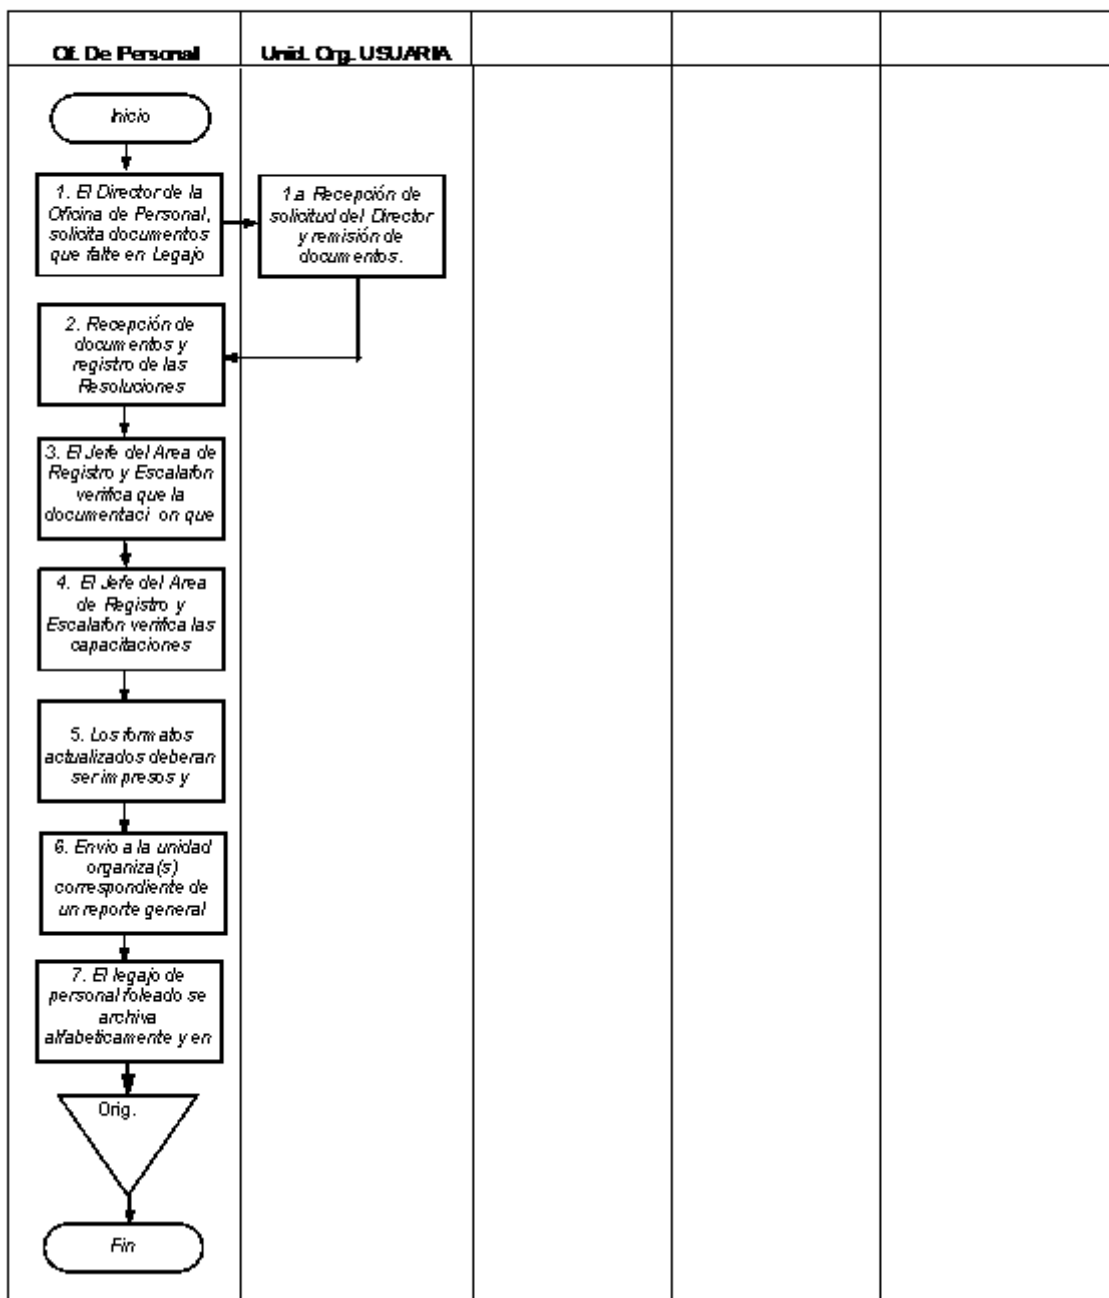 Of. De Personal
Unid. Org. USUARIA
Inicio
1. El Director de la
Oficina de Personal,
solicita documentos
que falte en Legajo
1.a Recepción de
solicitud del Director
y remisión de
documentos.
2. Recepción de
documentos y
registro de las
Resoluciones
3. El Jefe del Area de
Registro y Escalafon
verifica que la
documentaci on que
4. El Jefe del Area
de Registro y
Escalafon verifica las
capacitaciones
5. Los formatos
actualizados deberan
ser impresos y
6. Envio a la unidad
organiza(s)
correspondiente de
un reporte general
7. El legajo de
personal foleado se
archiva
alfabeticamente y en
Orig.
Fin